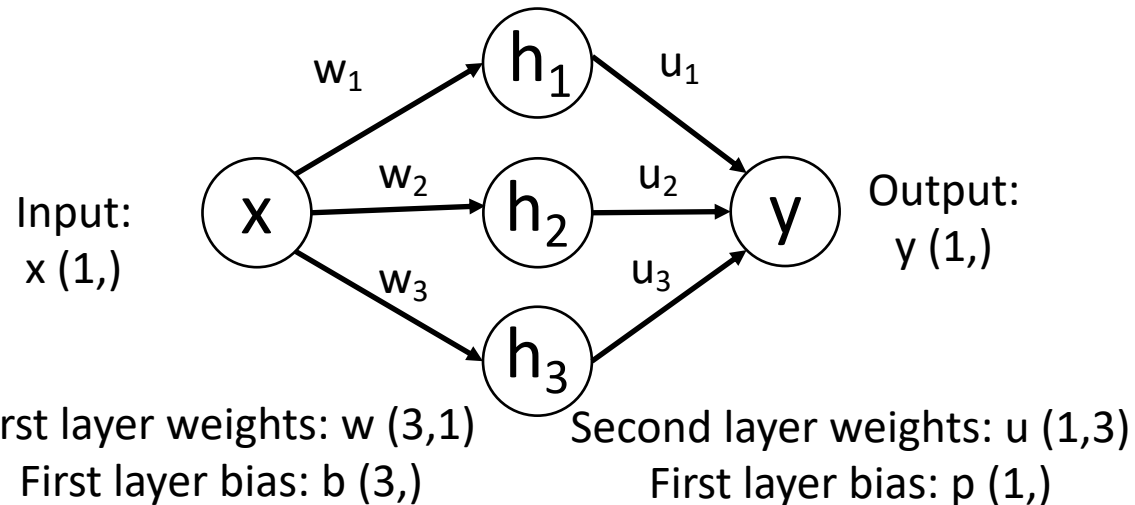 h₁
w₁
u₁
w₂
u₂
Input:
x (1,)
x
h₂
y
Output:
y (1,)
w₃
u₃
h₃
rst layer weights: w (3,1)
Second layer weights: u (1,3)
First layer bias: b (3,)
First layer bias: p (1,)